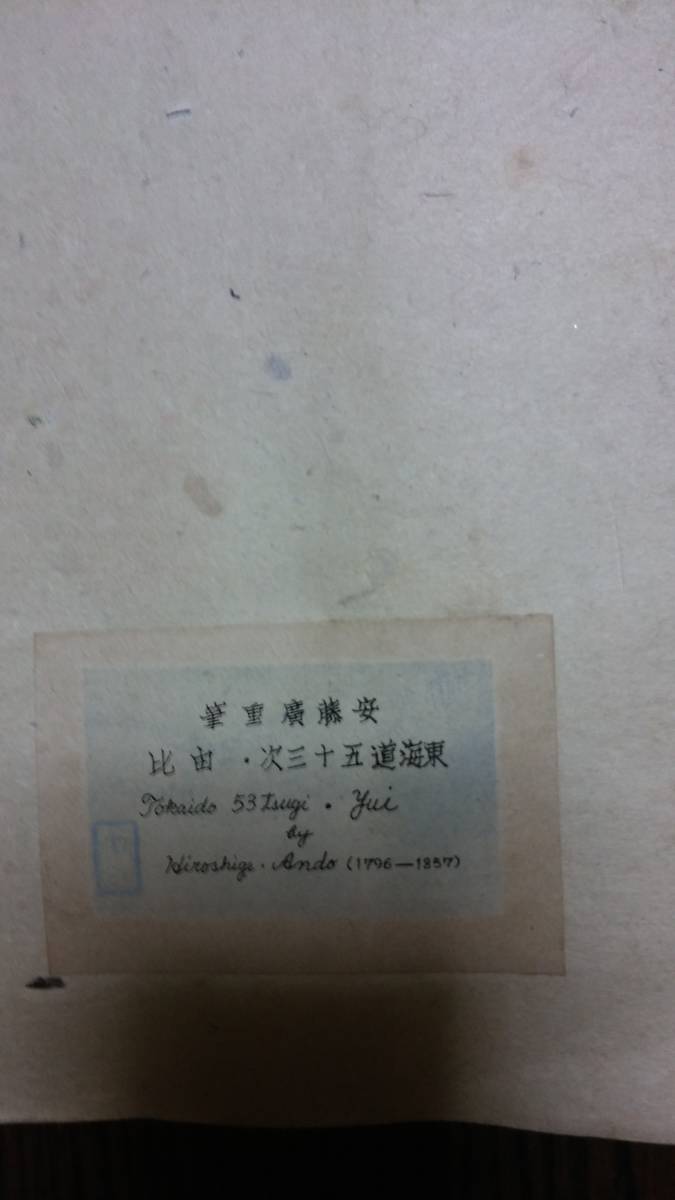 安藤廣重筆
東海道五十三次・由比
Tokaido 53 Tsugi . Yui
by
Hiroshige . Ando (1796—1857)